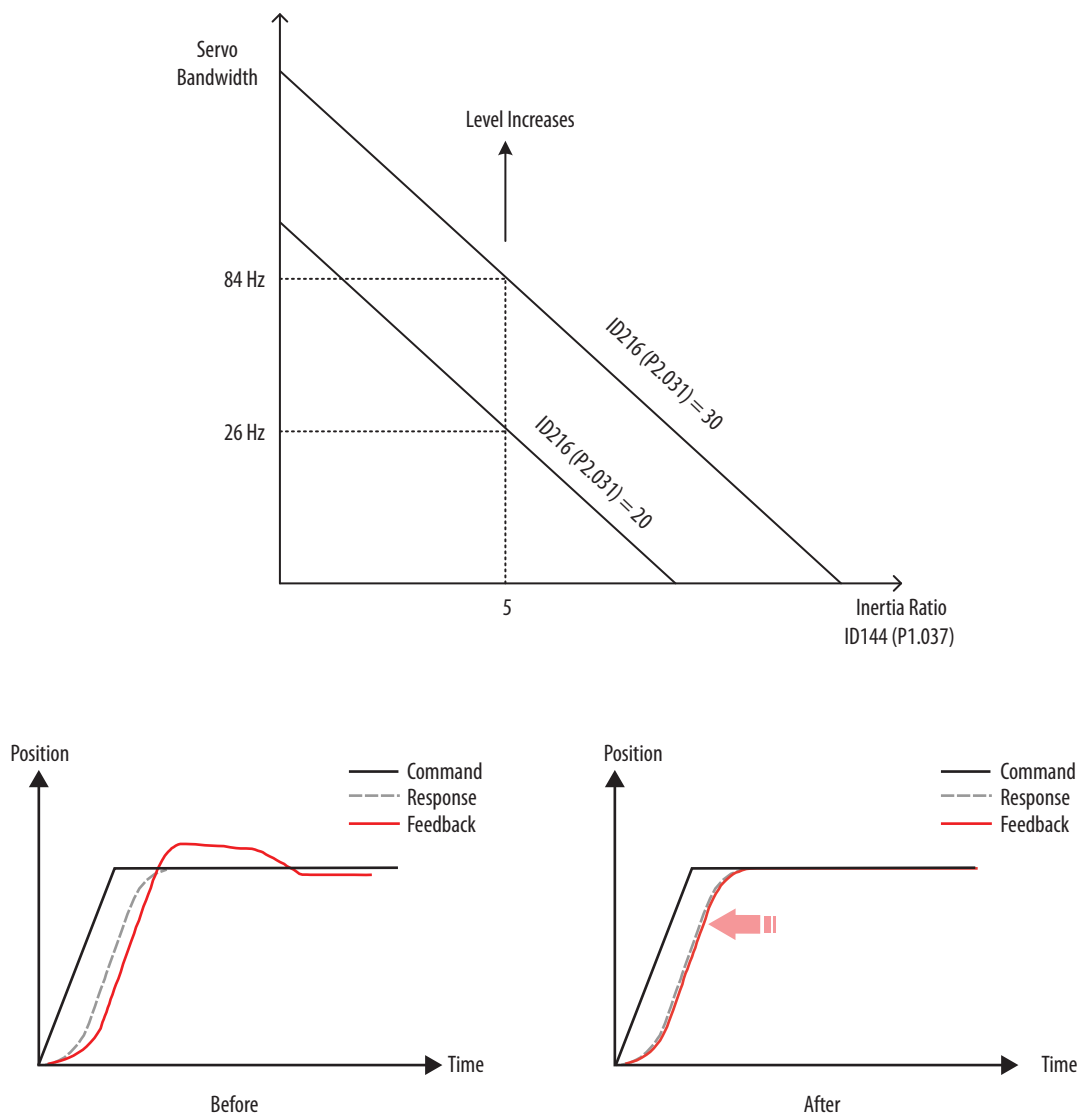 Servo
Bandwidth
Level Increases
84 Hz
ID216 (P2.031) = 30
26 Hz
ID216 (P2.031) = 20
5
Inertia Ratio
ID144 (P1.037)
Position
Command
Response
Feedback
Time
Before
Position
Command
Response
Feedback
Time
After